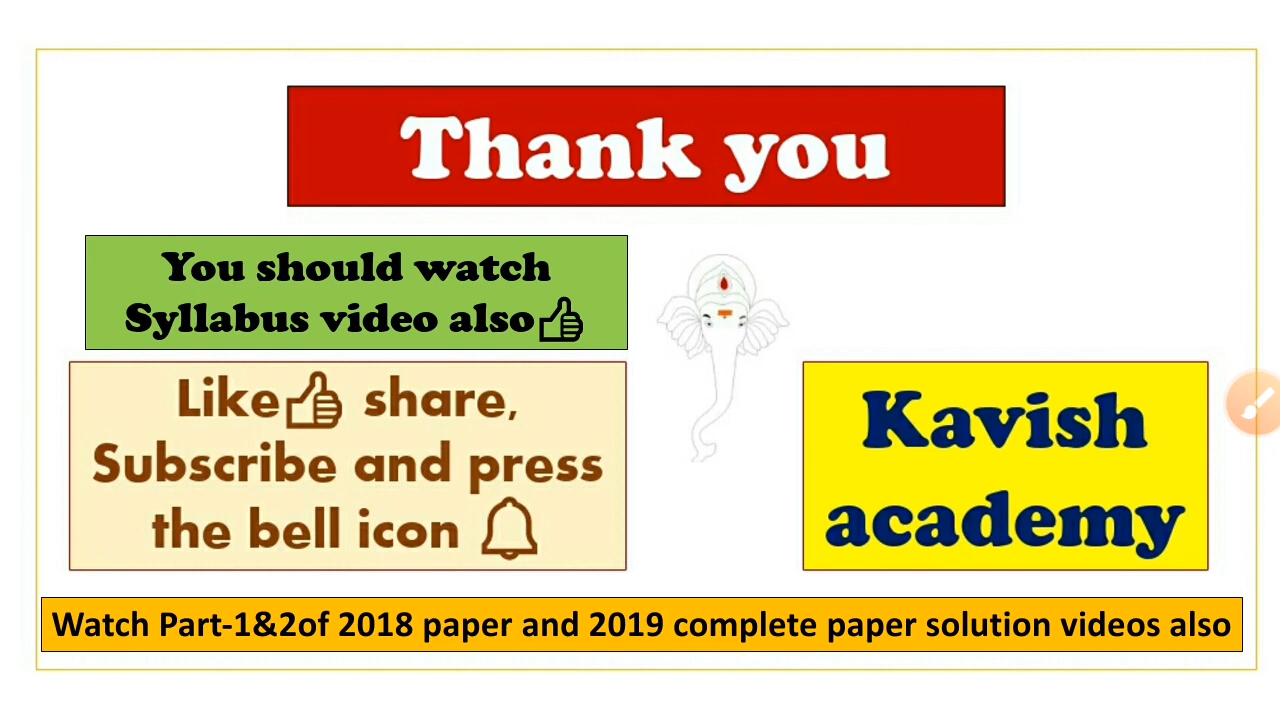 Thank you
You should watch
Syllabus video also
Like share,
Subscribe and press
the bell icon
Kavish
academy
Watch Part-1&2of 2018 paper and 2019 complete paper solution videos also